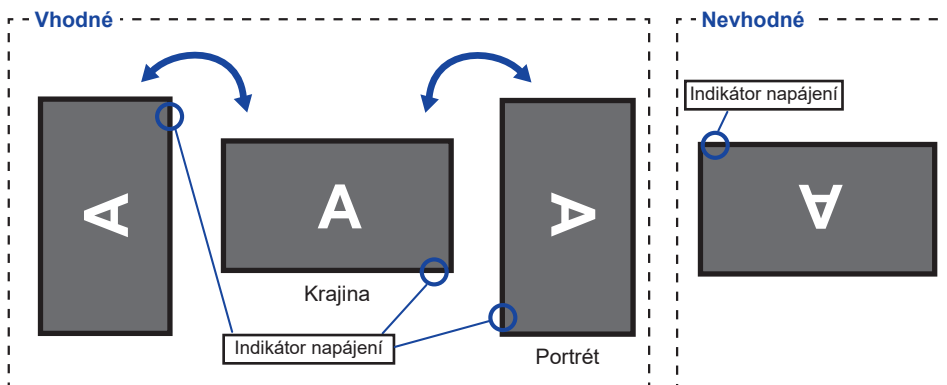 Vhodné
Nevhodné
Indikátor napájení
A
A
A
A
Krajina
Indikátor napájení
Portrét